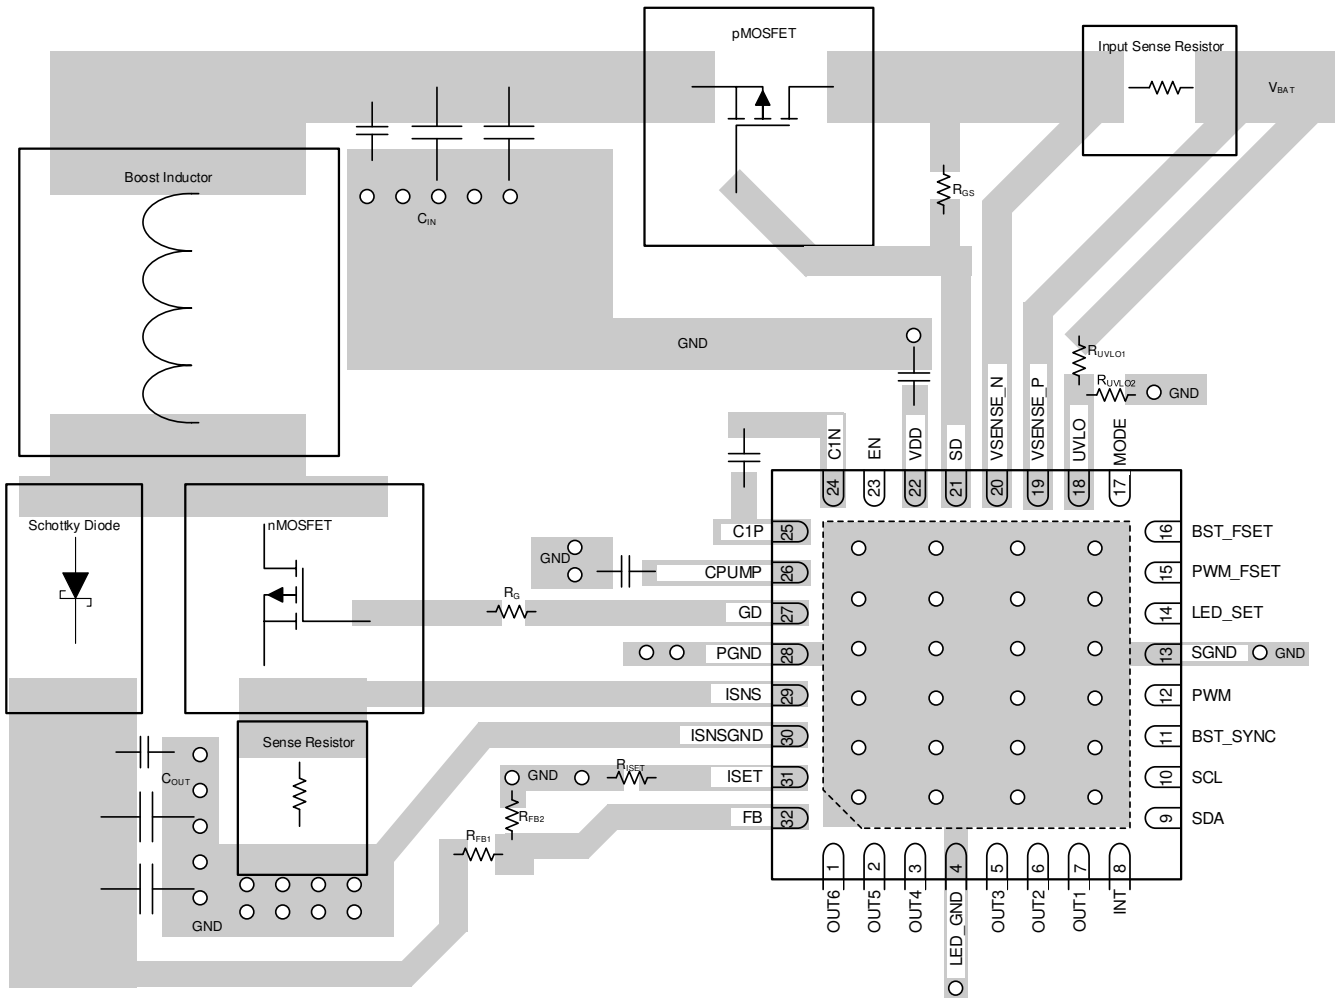 pMOSFET
Input Sense Resistor
VBAT
Boost Inductor
RGS
CIN
GND
RUVLO1
RUVLO2
GND
C1N
EN
VDD
SD
VSENSE_N
VSENSE_P
UVLO
MODE
24
23
22
21
20
19
18
17
Schottky Diode
nMOSFET
C1P 25
16 BST_FSET
GND
CPUMP 26
15 PWM_FSET
RG
GD 27
14 LED_SET
PGND 28
13 SGND GND
ISNS 29
12 PWM
ISNSGND 30
11 BST_SYNC
Sense Resistor
COUT
GND
RISET
ISET 31
10 SCL
RFB2
FB 32
9 SDA
RFB1
1
2
3
4
5
6
7
8
OUT6
OUT5
OUT4
LED_GND
OUT3
OUT2
OUT1
INT
GND